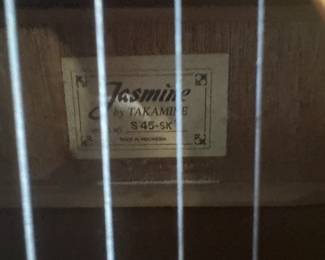 Jasmine
by TAKAMINE
S45-SK
MADE IN INDONESIA